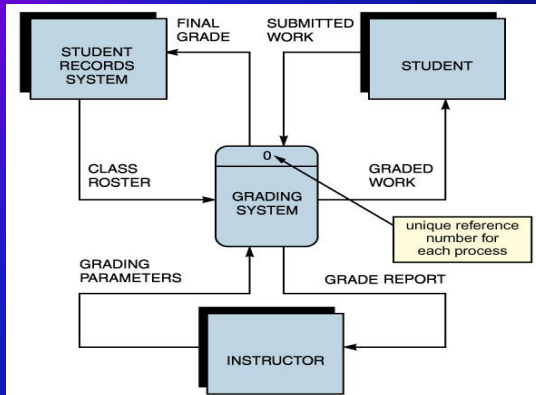 FINAL
GRADE
SUBMITTED
WORK
STUDENT
RECORDS
SYSTEM
STUDENT
0
CLASS
ROSTER
GRADING
SYSTEM
GRADED
WORK
unique reference
number for
each process
GRADING
PARAMETERS
GRADE REPORT
INSTRUCTOR